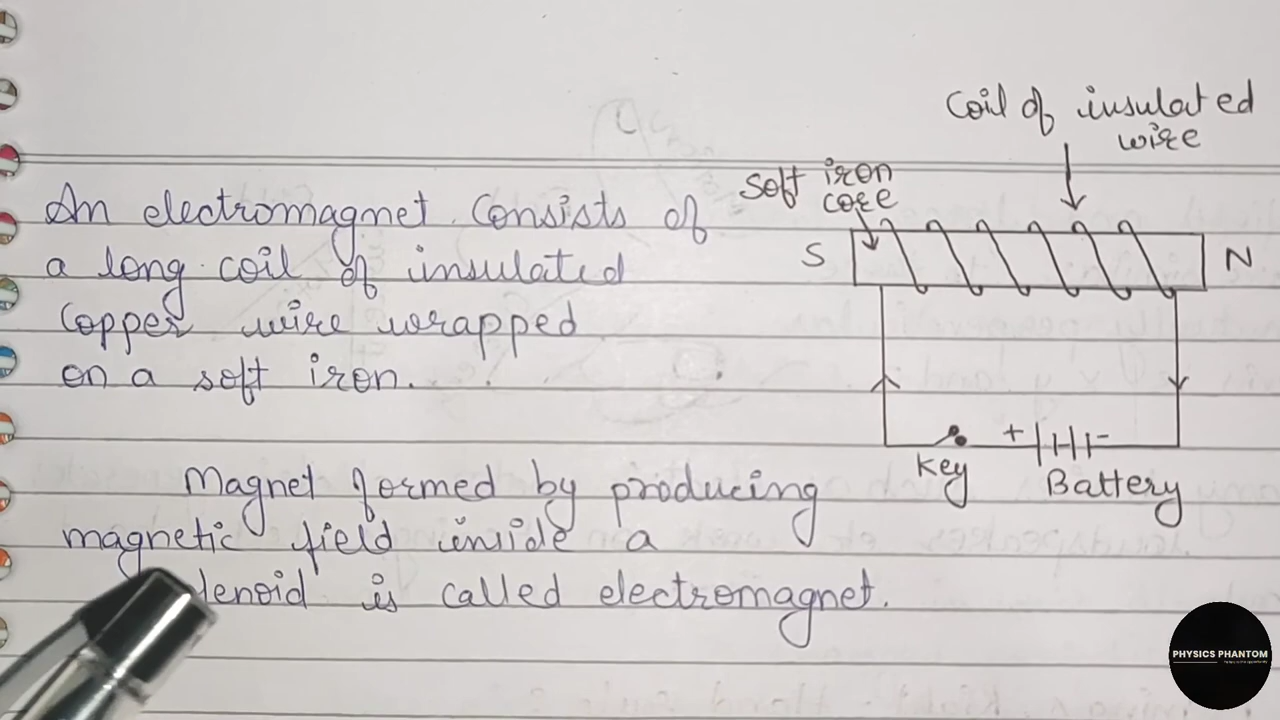 An electromagnet consists of
a long coil of insulated
Copper wire wrapped
on a soft iron.
Magnet formed by producing
magnetic field inside a
is called electromagnet.
Coil of insulated
wire
Soft iron
core
S
N
+
-
Key
Battery
PHYSICS PHANTOM